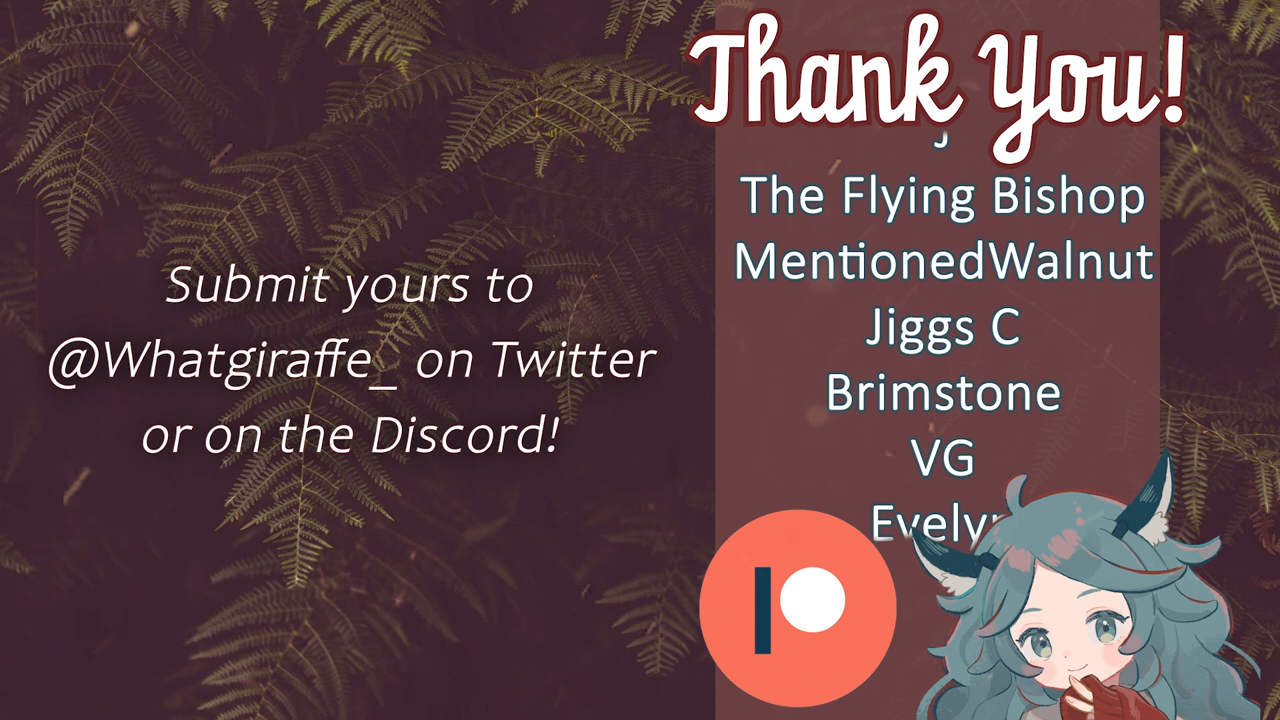 Submit yours to
@Whatgiraffe_ on Twitter
or on the Discord!
Thank You!
The Flying Bishop
MentionedWalnut
Jiggs C
Brimstone
VG